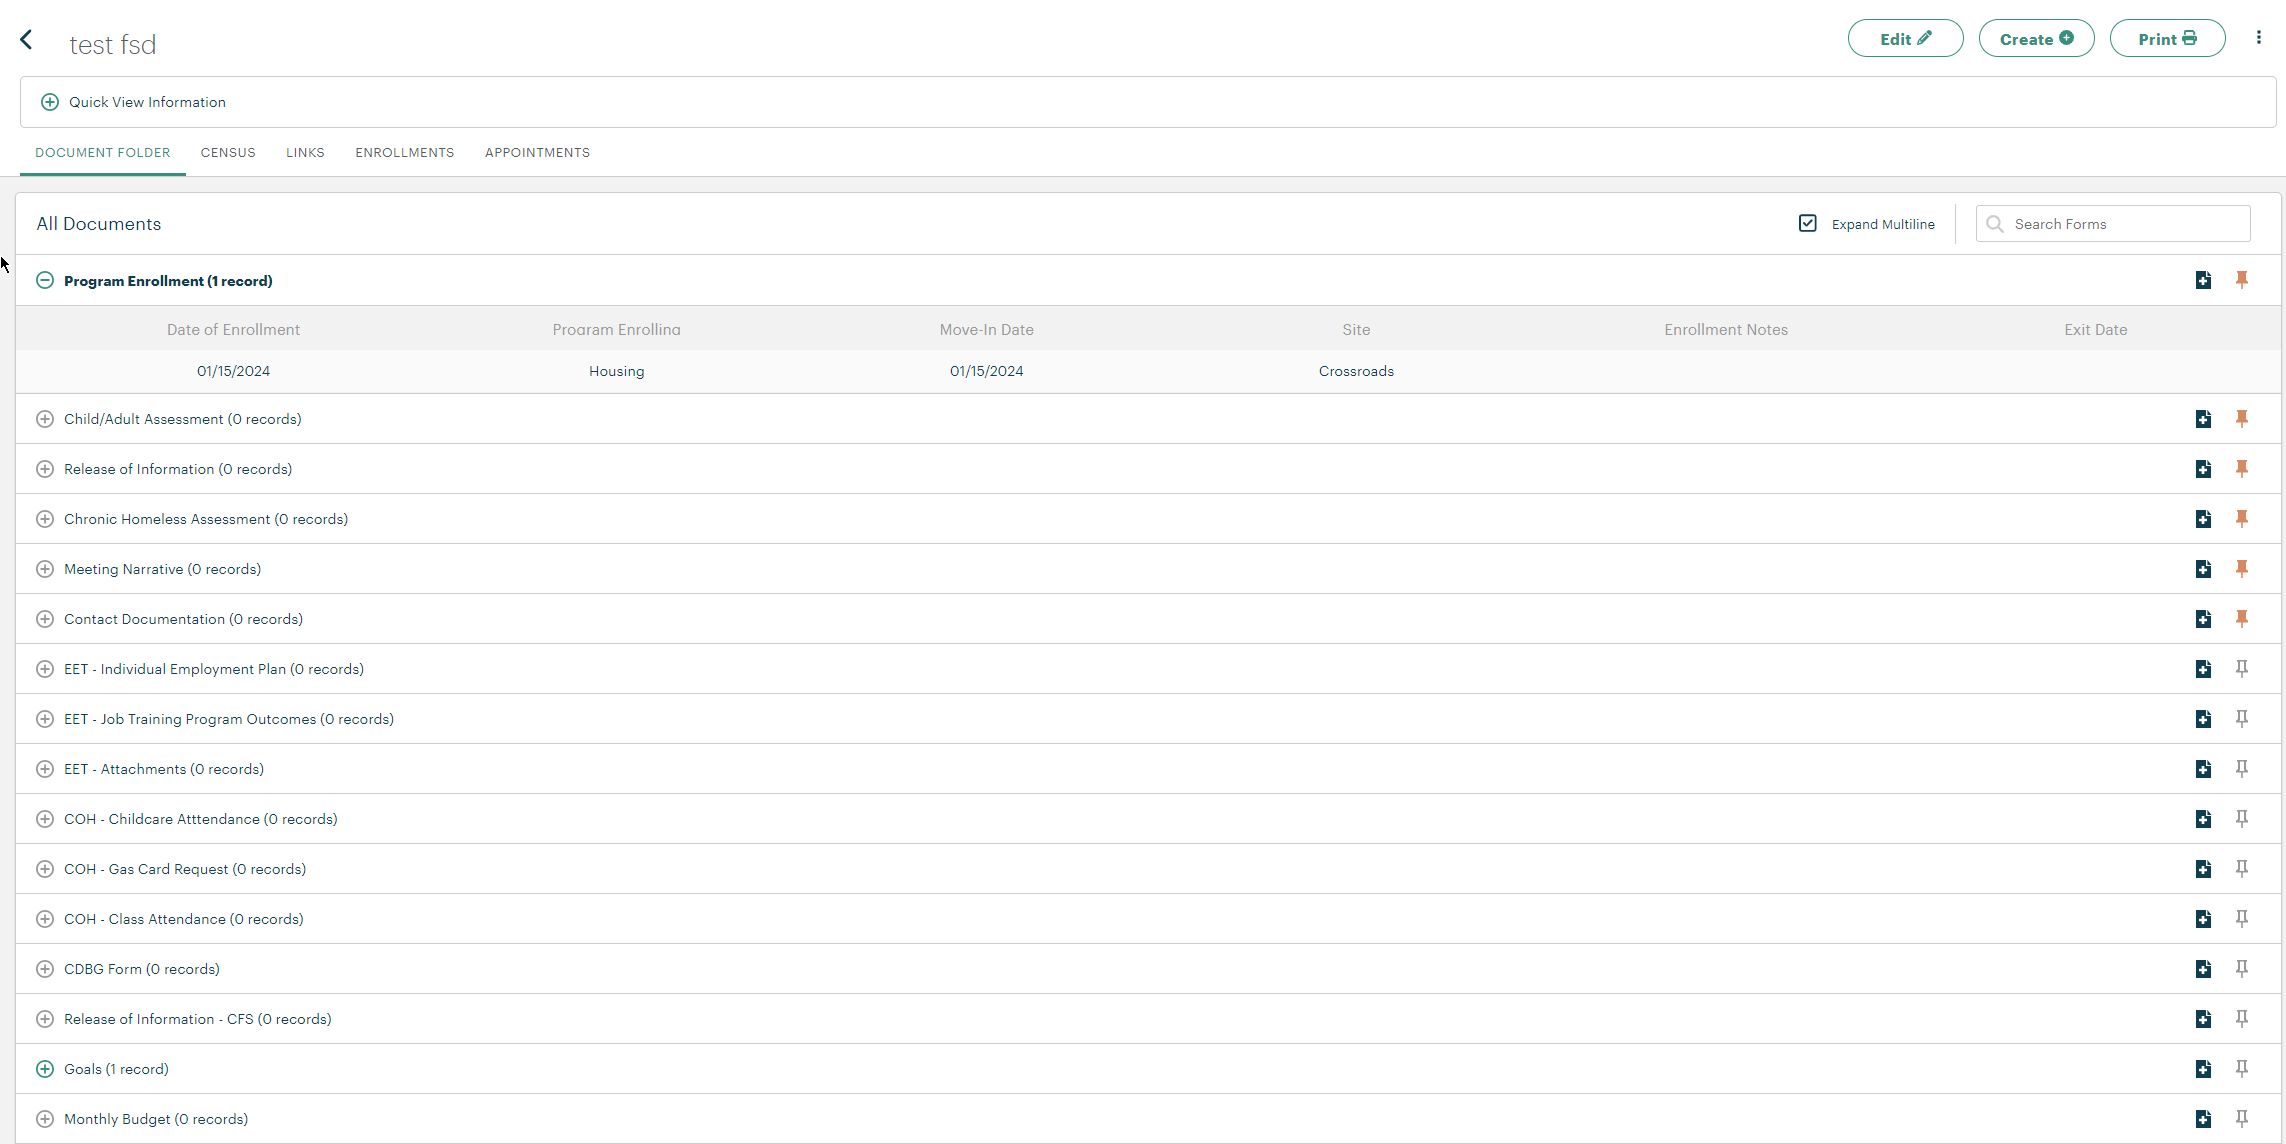 test fsd
Edit
Create
Print
Quick View Information
DOCUMENT FOLDER CENSUS LINKS ENROLLMENTS APPOINTMENTS
All Documents
Expand Multiline
Search Forms
Program Enrollment (1 record)
Date of Enrollment Program Enrolling Move-In Date Site Enrollment Notes Exit Date
01/15/2024 Housing 01/15/2024 Crossroads
Child/Adult Assessment (0 records)
Release of Information (0 records)
Chronic Homeless Assessment (0 records)
Meeting Narrative (0 records)
Contact Documentation (0 records)
EET - Individual Employment Plan (0 records)
EET - Job Training Program Outcomes (0 records)
EET - Attachments (0 records)
COH - Childcare Atttendance (0 records)
COH - Gas Card Request (0 records)
COH - Class Attendance (0 records)
CDBG Form (0 records)
Release of Information - CFS (0 records)
Goals (1 record)
Monthly Budget (0 records)